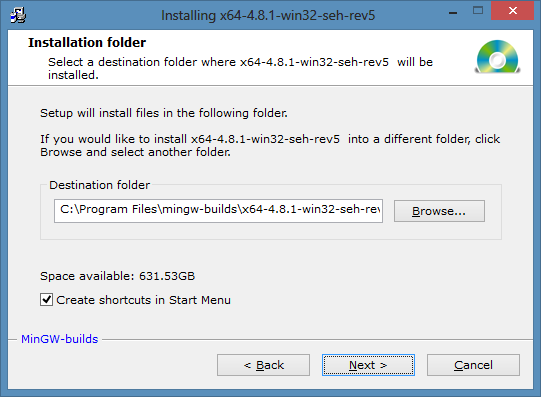 Installing x64-4.8.1-win32-seh-rev5
Installation folder
Select a destination folder where x64-4.8.1-win32-seh-rev5  will be
installed.
Setup will install files in the following folder.
If you would like to install x64-4.8.1-win32-seh-rev5  into a different folder, click
Browse and select another folder.
Destination folder
C:\Program Files\mingw-builds\x64-4.8.1-win32-seh-rev
Browse...
Space available: 631.53GB
Create shortcuts in Start Menu
MinGW-builds
< Back
Next >
Cancel